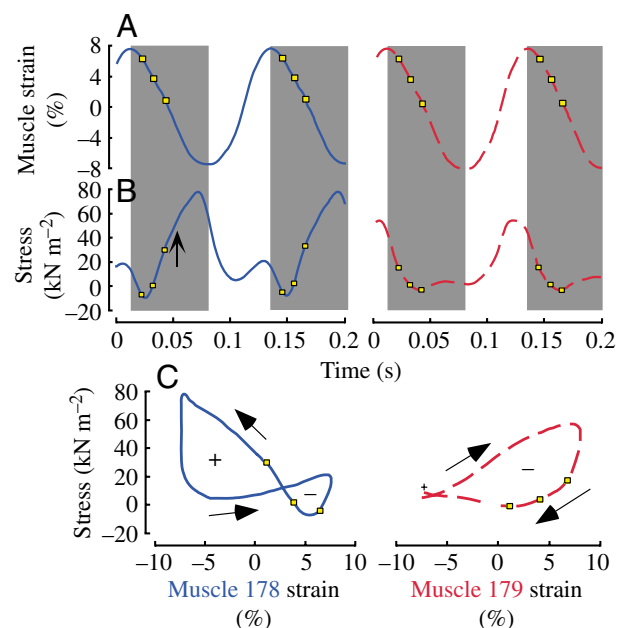 A
Muscle strain
(%)
8
4
0
−4
−8
B
Stress
(kN m−2)
80
60
40
20
0
−20
0 0.05 0.1 0.15 0.2
0 0.05 0.1 0.15 0.2
Time (s)
C
Stress (kN m−2)
80
60
40
20
0
−20
+
−
+
−
−10 −5 0 5 10
−10 −5 0 5 10
Muscle 178 strain
(%)
Muscle 179 strain
(%)